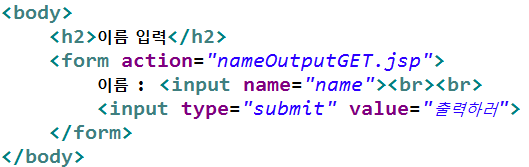 <body>
<h2>이름 입력</h2>
<form action="nameOutputGET.jsp">
이름 : <input name="name"><br><br>
<input type="submit" value="출력하러">
</form>
</body>